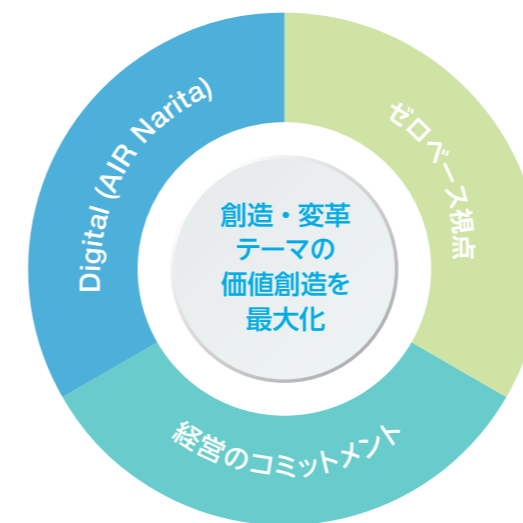 Digital (AIR Narita)
ゼロベース視点
創造・変革
テーマの
価値創造を
最大化
経営のコミットメント